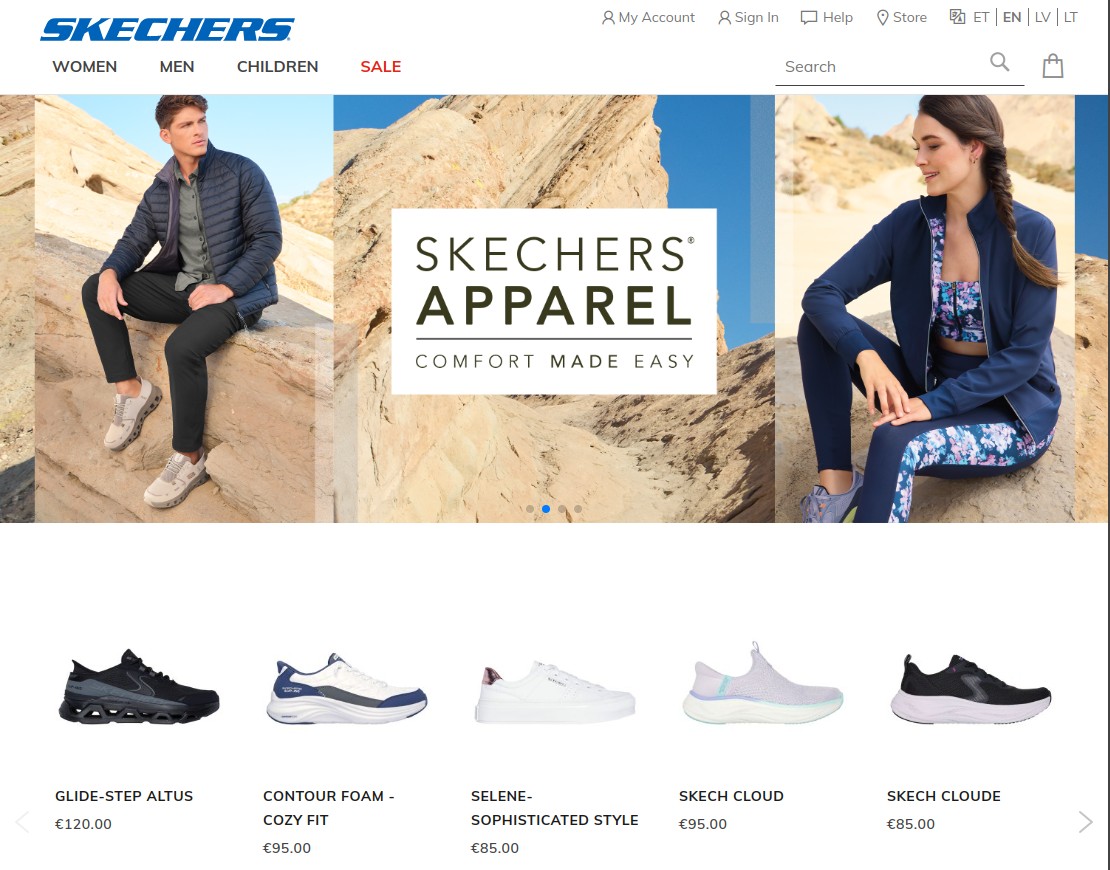 SKECHERS
My Account Sign In Help Store ET EN LV LT
WOMEN MEN CHILDREN SALE
Search
SKECHERS®
APPAREL
COMFORT MADE EASY
GLIDE-STEP ALTUS
€120.00
CONTOUR FOAM -
COZY FIT
€95.00
SELENE-
SOPHISTICATED STYLE
€85.00
SKECH CLOUD
€95.00
SKECH CLOUDE
€85.00